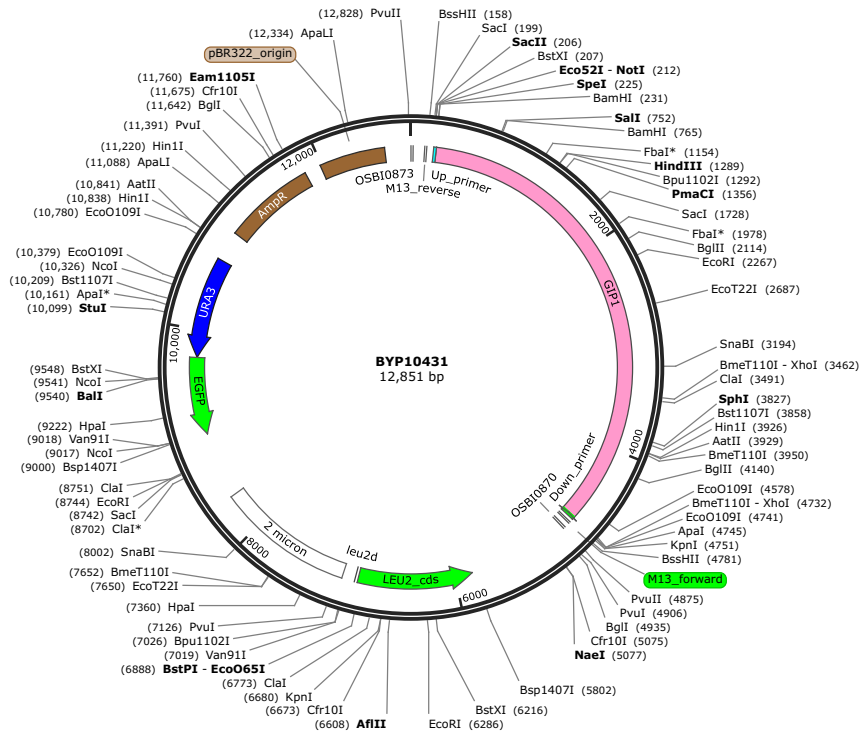 BssHII (158)
SacI (199)
SacII (206)
BstXI (207)
Eco52I - NotI (212)
SpeI (225)
BamHI (231)
SalI (752)
BamHI (765)
FbaI* (1154)
HindIII (1289)
Bpu1102I (1292)
PmaCI (1356)
SacI (1728)
FbaI* (1978)
BglII (2114)
EcoRI (2267)
EcoT22I (2687)
SnaBI (3194)
BmeT110I - XhoI (3462)
ClaI (3491)
SphI (3827)
Bst1107I (3858)
Hin1I (3926)
AatII (3929)
BmeT110I (3950)
BglII (4140)
EcoO109I (4578)
BmeT110I - XhoI (4732)
EcoO109I (4741)
ApaI (4745)
KpnI (4751)
BssHII (4781)
M13_forward
PvuII (4875)
PvuI (4906)
BglI (4935)
Cfr10I (5075)
NaeI (5077)
Bsp1407I (5802)
BstXI (6216)
EcoRI (6286)
(6608) AflII
(6673) Cfr10I
(6680) KpnI
(6773) ClaI
(6888) BstPI - EcoO65I
(7019) Van91I
(7026) Bpu1102I
(7126) PvuI
(7360) HpaI
(7650) EcoT22I
(7652) BmeT110I
(8002) SnaBI
(8702) ClaI*
(8742) SacI
(8744) EcoRI
(8751) ClaI
(9000) Bsp1407I
(9017) NcoI
(9018) Van91I
(9222) HpaI
(9540) BalI
(9541) NcoI
(9548) BstXI
(10,099) StuI
(10,161) ApaI*
(10,209) Bst1107I
(10,326) NcoI
(10,379) EcoO109I
(10,780) EcoO109I
(10,838) Hin1I
(10,841) AatII
(11,088) ApaLI
(11,220) Hin1I
(11,391) PvuI
(11,642) BglI
(11,675) Cfr10I
(11,760) Eam1105I
pBR322_origin
(12,334) ApaLI
(12,828) PvuII
OSBI0873
M13_reverse
Up_primer
GIP1
Down_primer
OSBI0870
LEU2_cds
leu2d
2 micron
EGFP
URA3
AmpR
2000
4000
6000
8000
10,000
12,000
BYP10431
12,851 bp